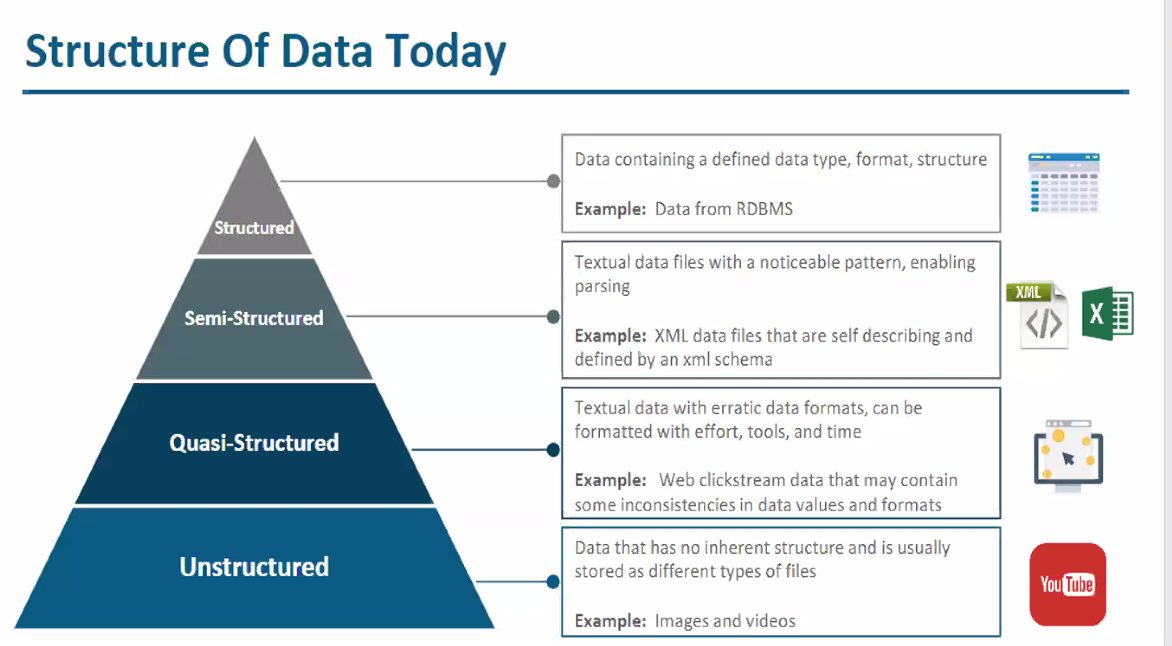 Structure Of Data Today
Structured
Data containing a defined data type, format, structure
Example: Data from RDBMS
Semi-Structured
Textual data files with a noticeable pattern, enabling
parsing
Example: XML data files that are self describing and
defined by an xml schema
XML
</>
X
Quasi-Structured
Textual data with erratic data formats, can be
formatted with effort, tools, and time
Example: Web clickstream data that may contain
some inconsistencies in data values and formats
Unstructured
Data that has no inherent structure and is usually
stored as different types of files
Example: Images and videos
YouTube